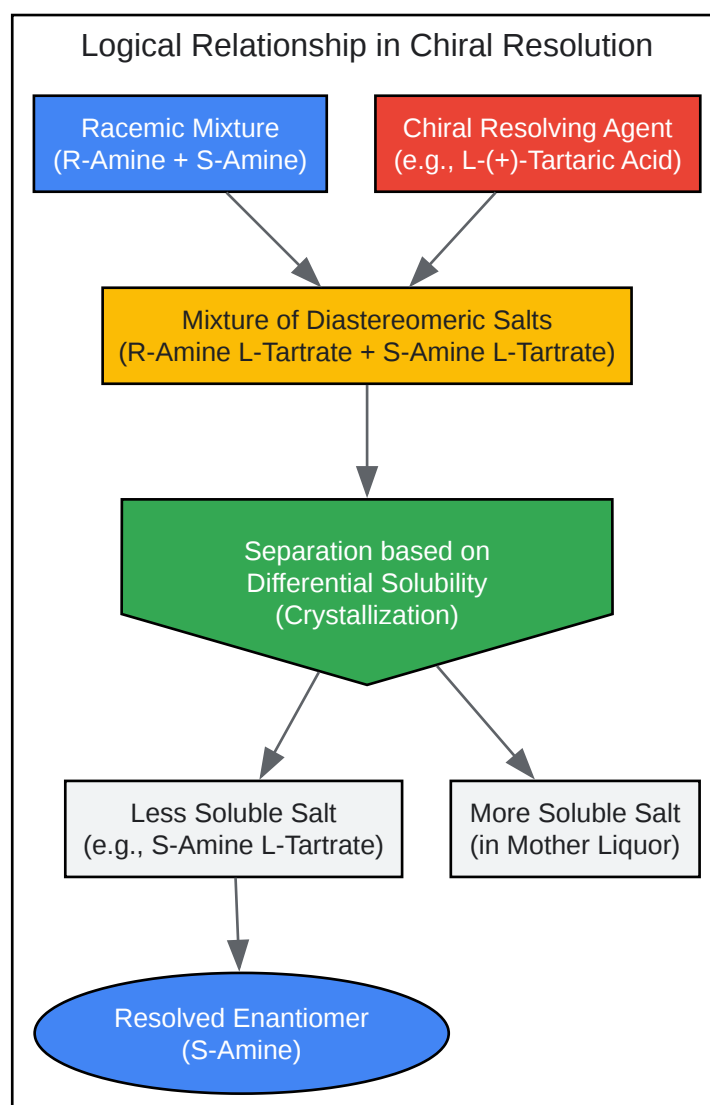 Logical Relationship in Chiral Resolution
Racemic Mixture
(R-Amine + S-Amine)
Chiral Resolving Agent
(e.g., L-(+)-Tartaric Acid)
Mixture of Diastereomeric Salts
(R-Amine L-Tartrate + S-Amine L-Tartrate)
Separation based on
Differential Solubility
(Crystallization)
Less Soluble Salt
(e.g., S-Amine L-Tartrate)
More Soluble Salt
(in Mother Liquor)
Resolved Enantiomer
(S-Amine)